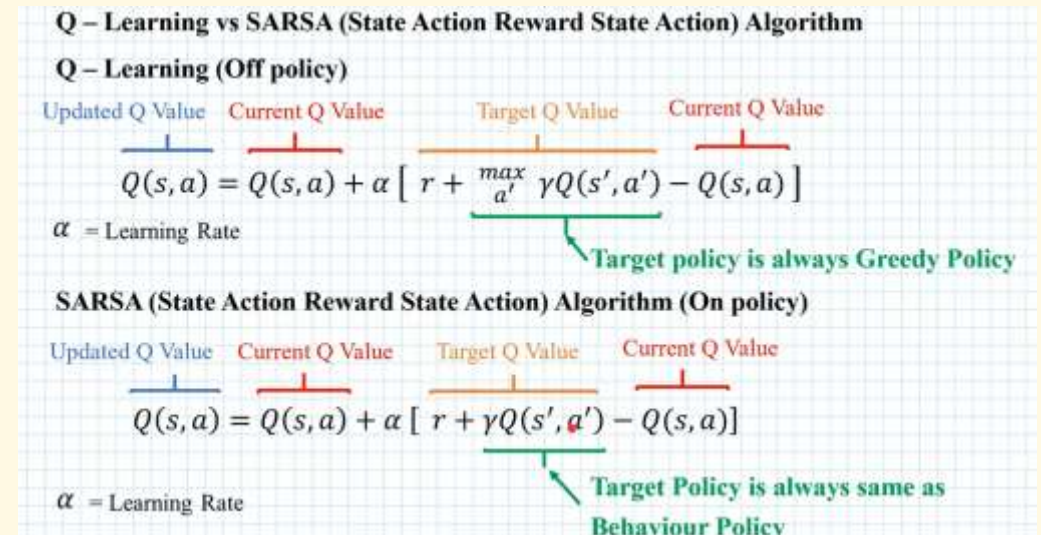 Q – Learning vs SARSA (State Action Reward State Action) Algorithm
Q – Learning (Off policy)
Updated Q Value Current Q Value Target Q Value Current Q Value
Q(s, a) = Q(s, a) + α [ r + max a′ γQ(s′, a′) − Q(s, a) ]
α = Learning Rate
Target policy is always Greedy Policy
SARSA (State Action Reward State Action) Algorithm (On policy)
Updated Q Value Current Q Value Target Q Value Current Q Value
Q(s, a) = Q(s, a) + α [ r + γQ(s′, a′) − Q(s, a)]
Target Policy is always same as
α = Learning Rate
Behaviour Policy